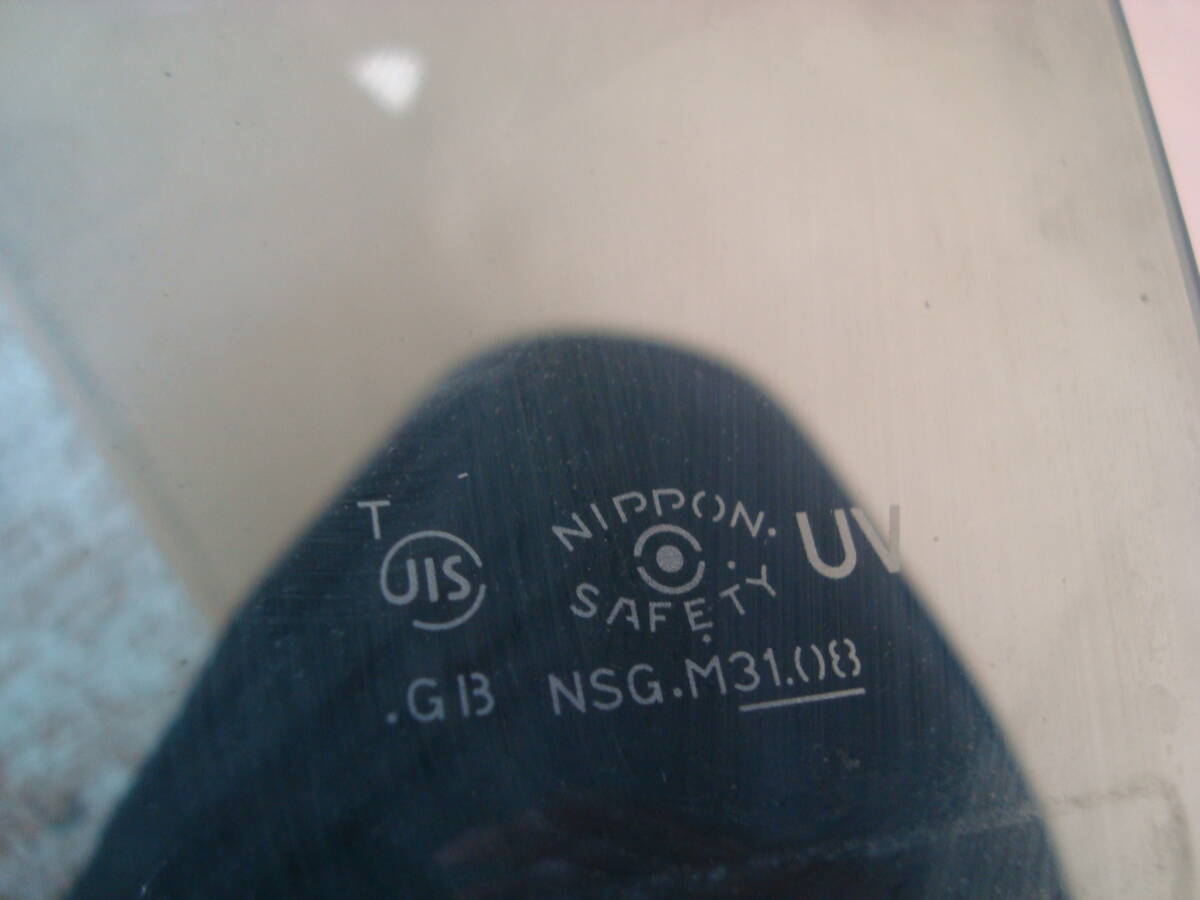 T
JIS
NIPPON.
SAFETY
UV
.GB NSG.M31.08